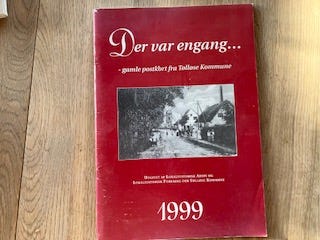 Der var engang...
- gamle postkort fra Tølløse Kommune
Udgivet af Lokalhistorisk Arkiv og
Lokalhistorisk Forening for Tølløse Kommune
1999